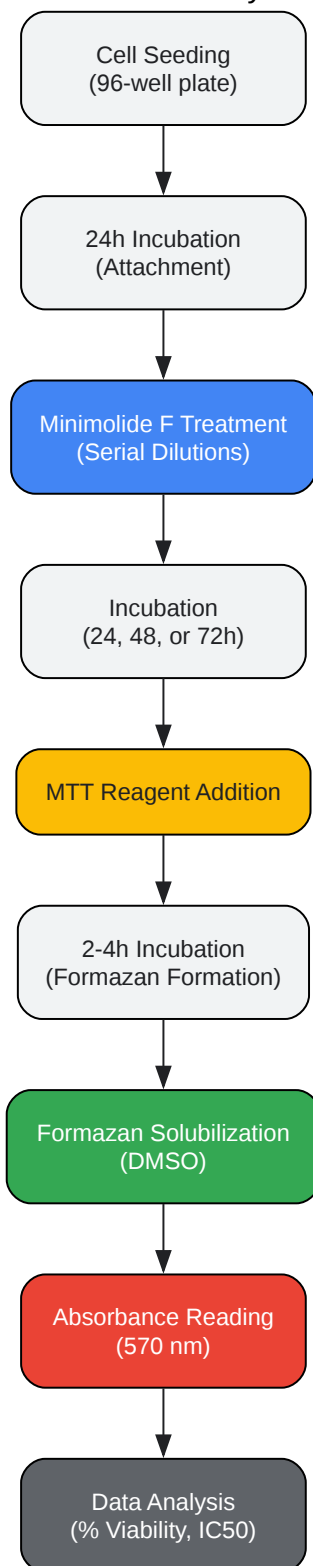 Cell Seeding
(96-well plate)
24h Incubation
(Attachment)
Minimolide F Treatment
(Serial Dilutions)
Incubation
(24, 48, or 72h)
MTT Reagent Addition
2-4h Incubation
(Formazan Formation)
Formazan Solubilization
(DMSO)
Absorbance Reading
(570 nm)
Data Analysis
(% Viability, IC50)